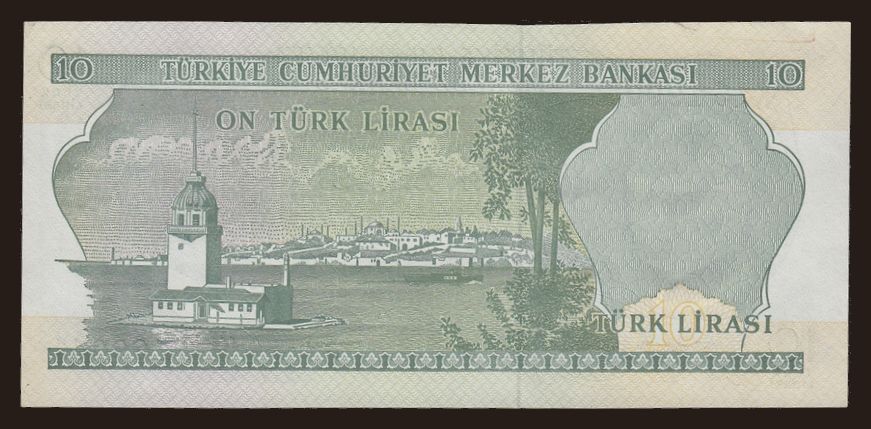 10 TÜRKİYE CUMHURİYET MERKEZ BANKASI 10
ON TÜRK LİRASI
10
TÜRK LİRASI